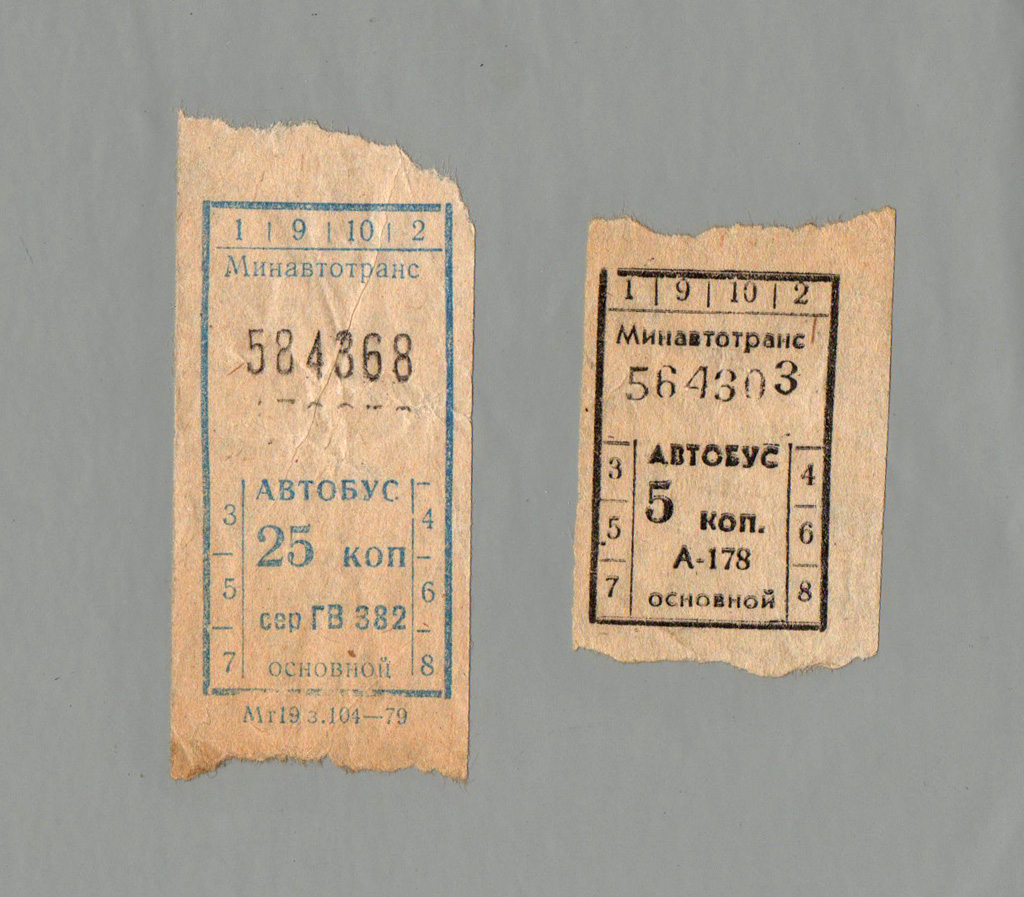 1 | 9 | 10 | 2
Минавтотранс
584368
АВТОБУС
3 25 коп 4
5 сер ГВ 382 6
7 основной 8
Мт19 з.104—79
1 | 9 | 10 | 2
Минавтотранс
564303
3 АВТОБУС 4
5 коп.
5 А-178 6
7 основной 8